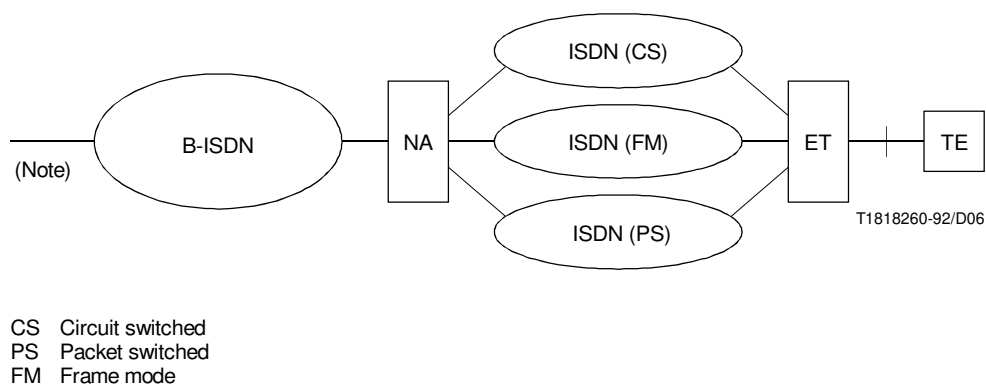 ISDN (CS)
B-ISDN
NA
ISDN (FM)
ET
TE
(Note)
T1818260-92/D06
ISDN (PS)
CS Circuit switched
PS Packet switched
FM Frame mode